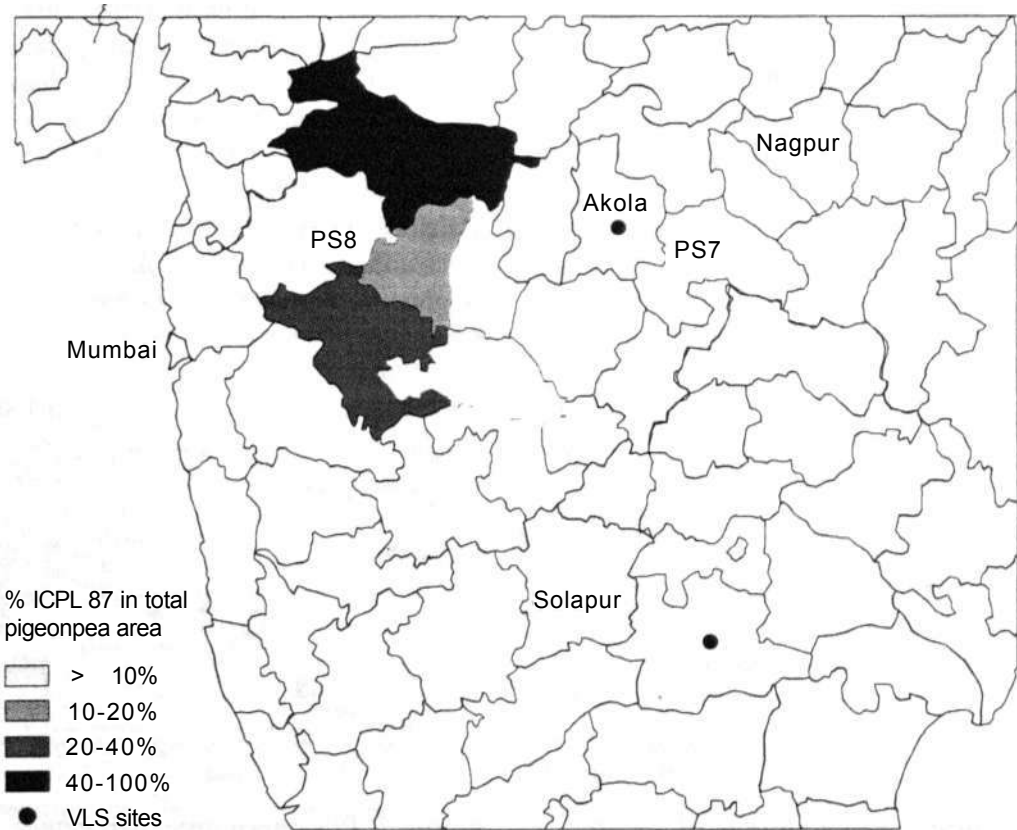 Nagpur
Akola
PS8
PS7
Mumbai
Solapur
% ICPL 87 in total
pigeonpea area
> 10%
10-20%
20-40%
40-100%
VLS sites